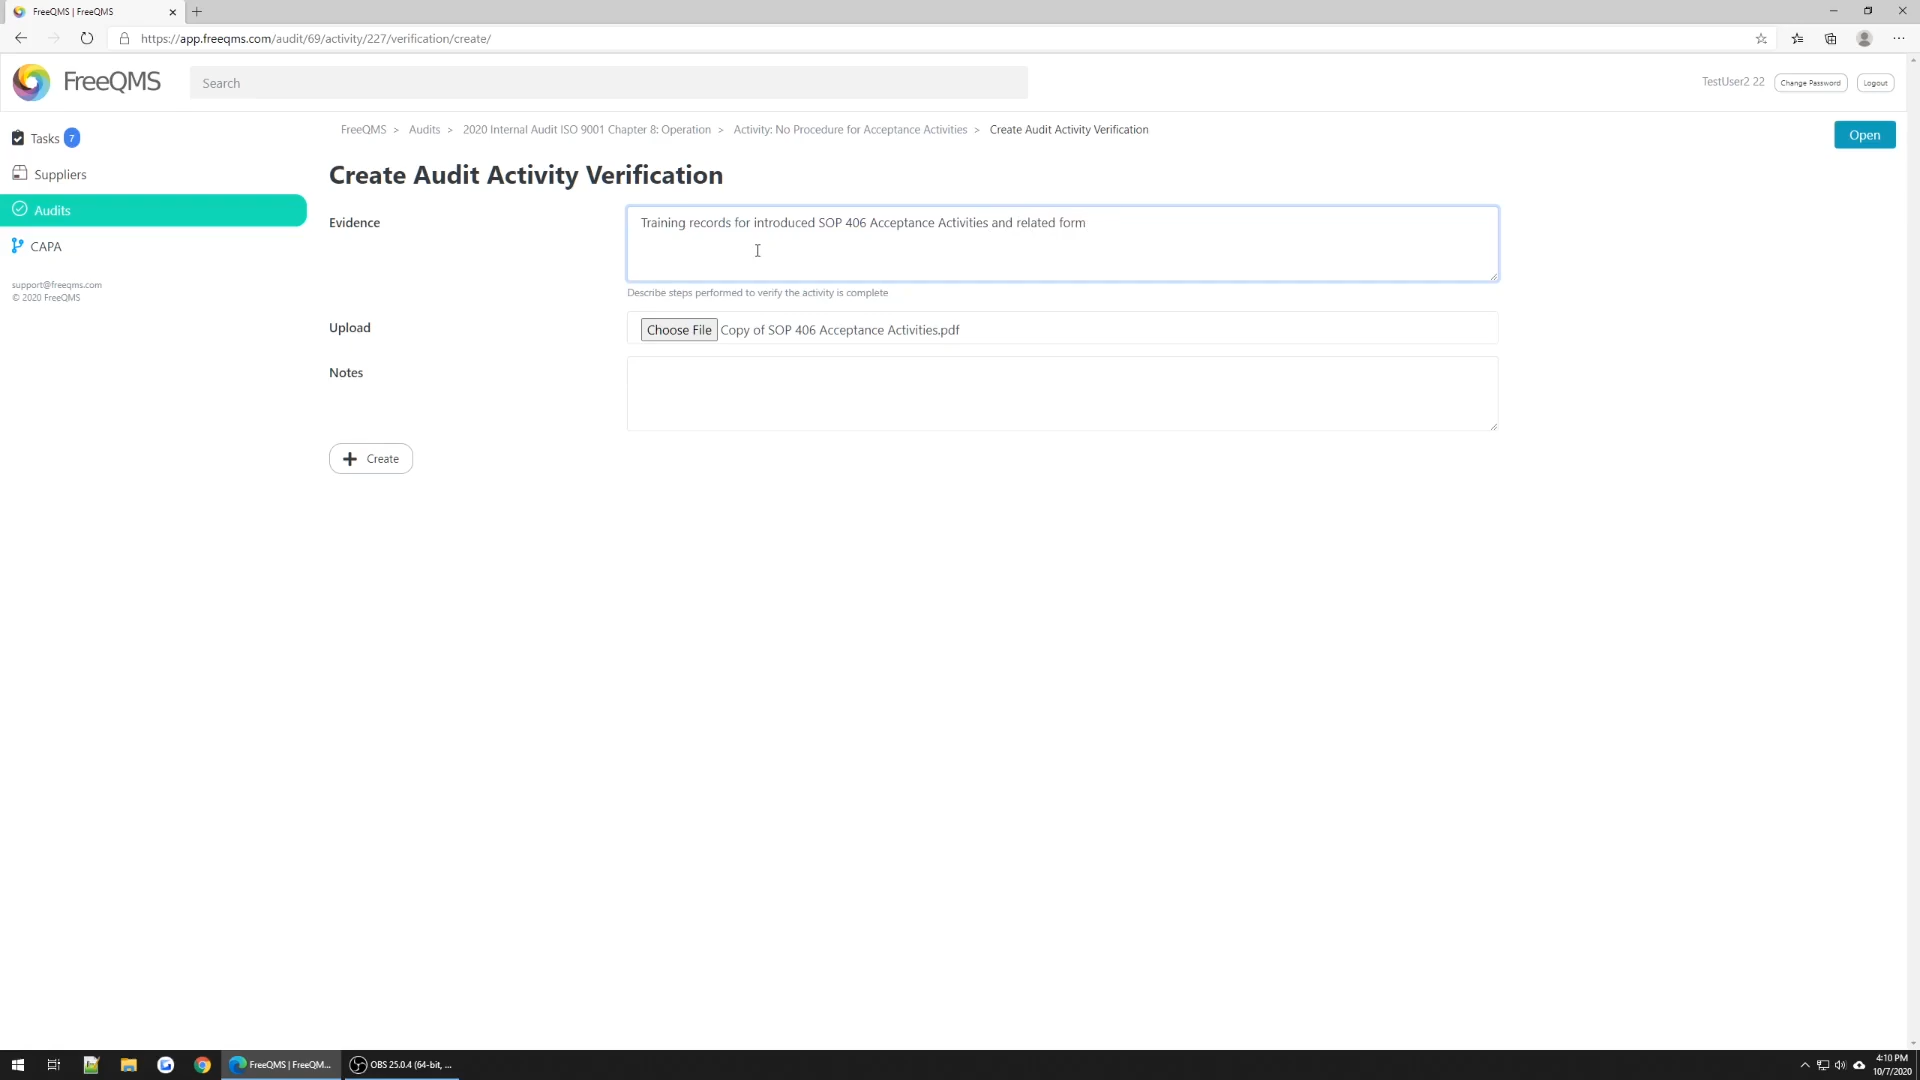 FreeQMS | FreeQMS
https://app.freeqms.com/audit/69/activity/227/verification/create/
FreeQMS
Search
TestUser2 22
Change Password
Logout
Tasks 7
Suppliers
Audits
CAPA
support@freeqms.com
© 2020 FreeQMS
FreeQMS > Audits > 2020 Internal Audit ISO 9001 Chapter 8: Operation > Activity: No Procedure for Acceptance Activities > Create Audit Activity Verification
Open
Create Audit Activity Verification
Evidence
Training records for introduced SOP 406 Acceptance Activities and related form
Describe steps performed to verify the activity is complete
Upload
Choose File Copy of SOP 406 Acceptance Activities.pdf
Notes
Create
FreeQMS | FreeQM...
OBS 25.0.4 (64-bit, ...
4:10 PM
10/7/2020